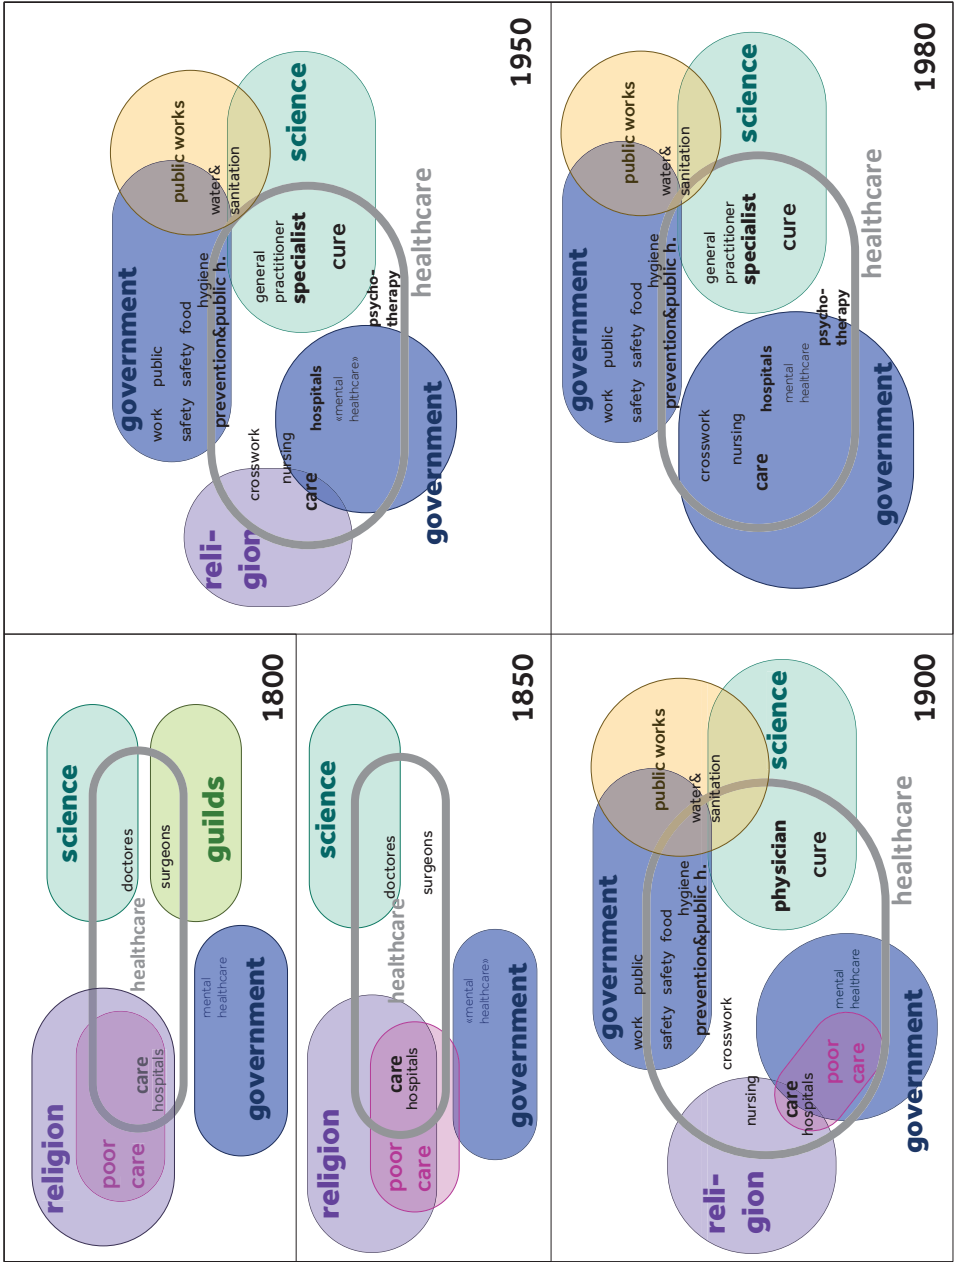 religion
science
poor
care
doctores
healthcare
care
hospitals
surgeons
mental
healthcare
guilds
government
1800
religion
science
poor
care
doctores
healthcare
care
hospitals
surgeons
«mental
healthcare»
government
1850
government
public works
work public
safety safety food
hygiene
prevention&public h.
water&
sanitation
reli-
gion
crosswork
nursing
science
physician
care
hospitals
cure
poor
care
mental
healthcare
healthcare
government
1900
government
public works
work public
safety safety food
hygiene
prevention&public h.
water&
sanitation
reli-
gion
crosswork
nursing
care
general
practitioner
specialist
science
hospitals
«mental
healthcare»
cure
psycho-
therapy
healthcare
government
1950
government
public works
work public
safety safety food
hygiene
prevention&public h.
water&
sanitation
crosswork
nursing
care
general
practitioner
specialist
science
hospitals
mental
healthcare
cure
psycho-
therapy
healthcare
government
1980